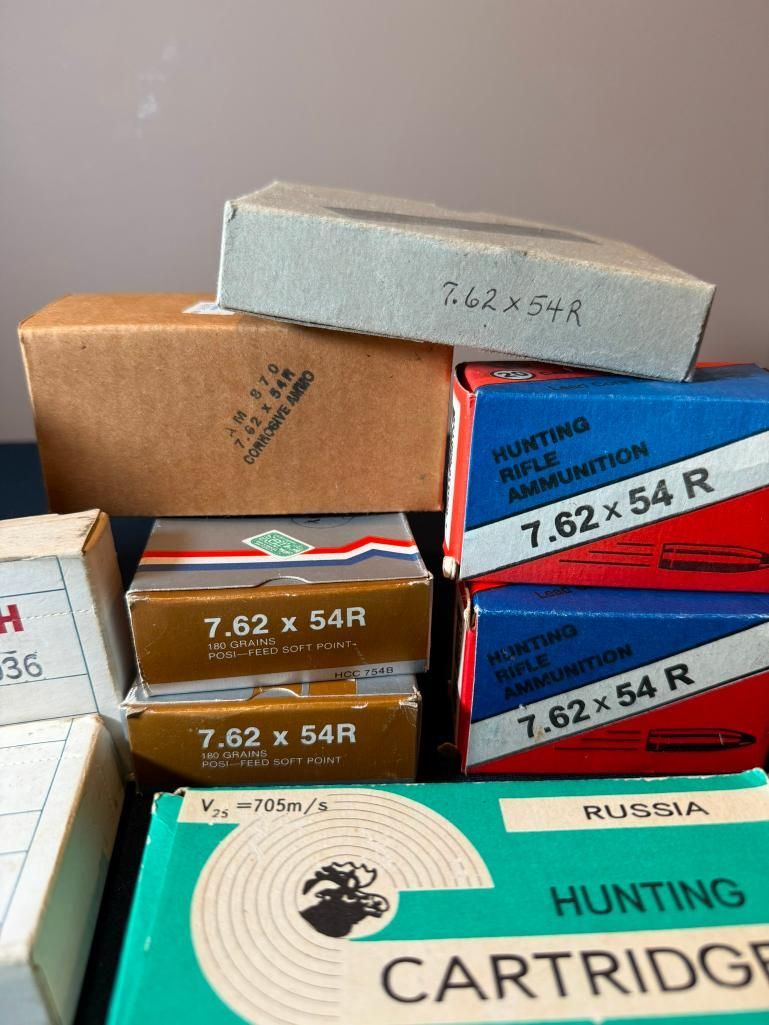 7.62 x 54R
AM 870
7.62 x 54R
CORROSIVE AMMO
HUNTING
RIFLE
AMMUNITION
7.62 x 54 R
7.62 x 54R
180 GRAINS
POSI-FEED SOFT POINT
HCC 754B
H
036
HUNTING
RIFLE
AMMUNITION
7.62 x 54 R
7.62 x 54R
180 GRAINS
POSI-FEED SOFT POINT
V25 =705m/s
RUSSIA
HUNTING